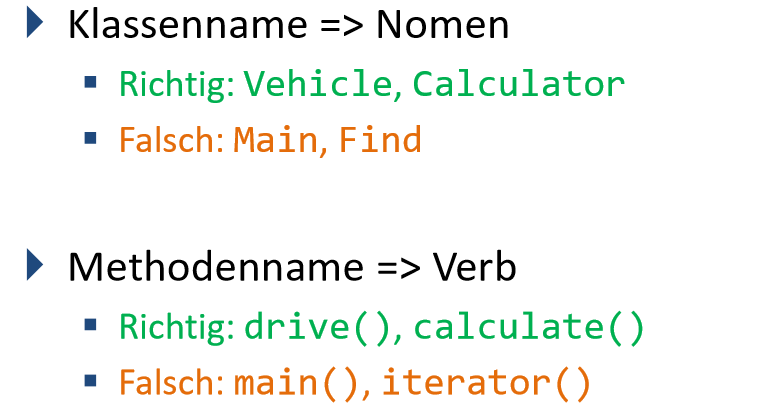 Klassenname => Nomen
Richtig: Vehicle, Calculator
Falsch: Main, Find
Methodenname => Verb
Richtig: drive(), calculate()
Falsch: main(), iterator()